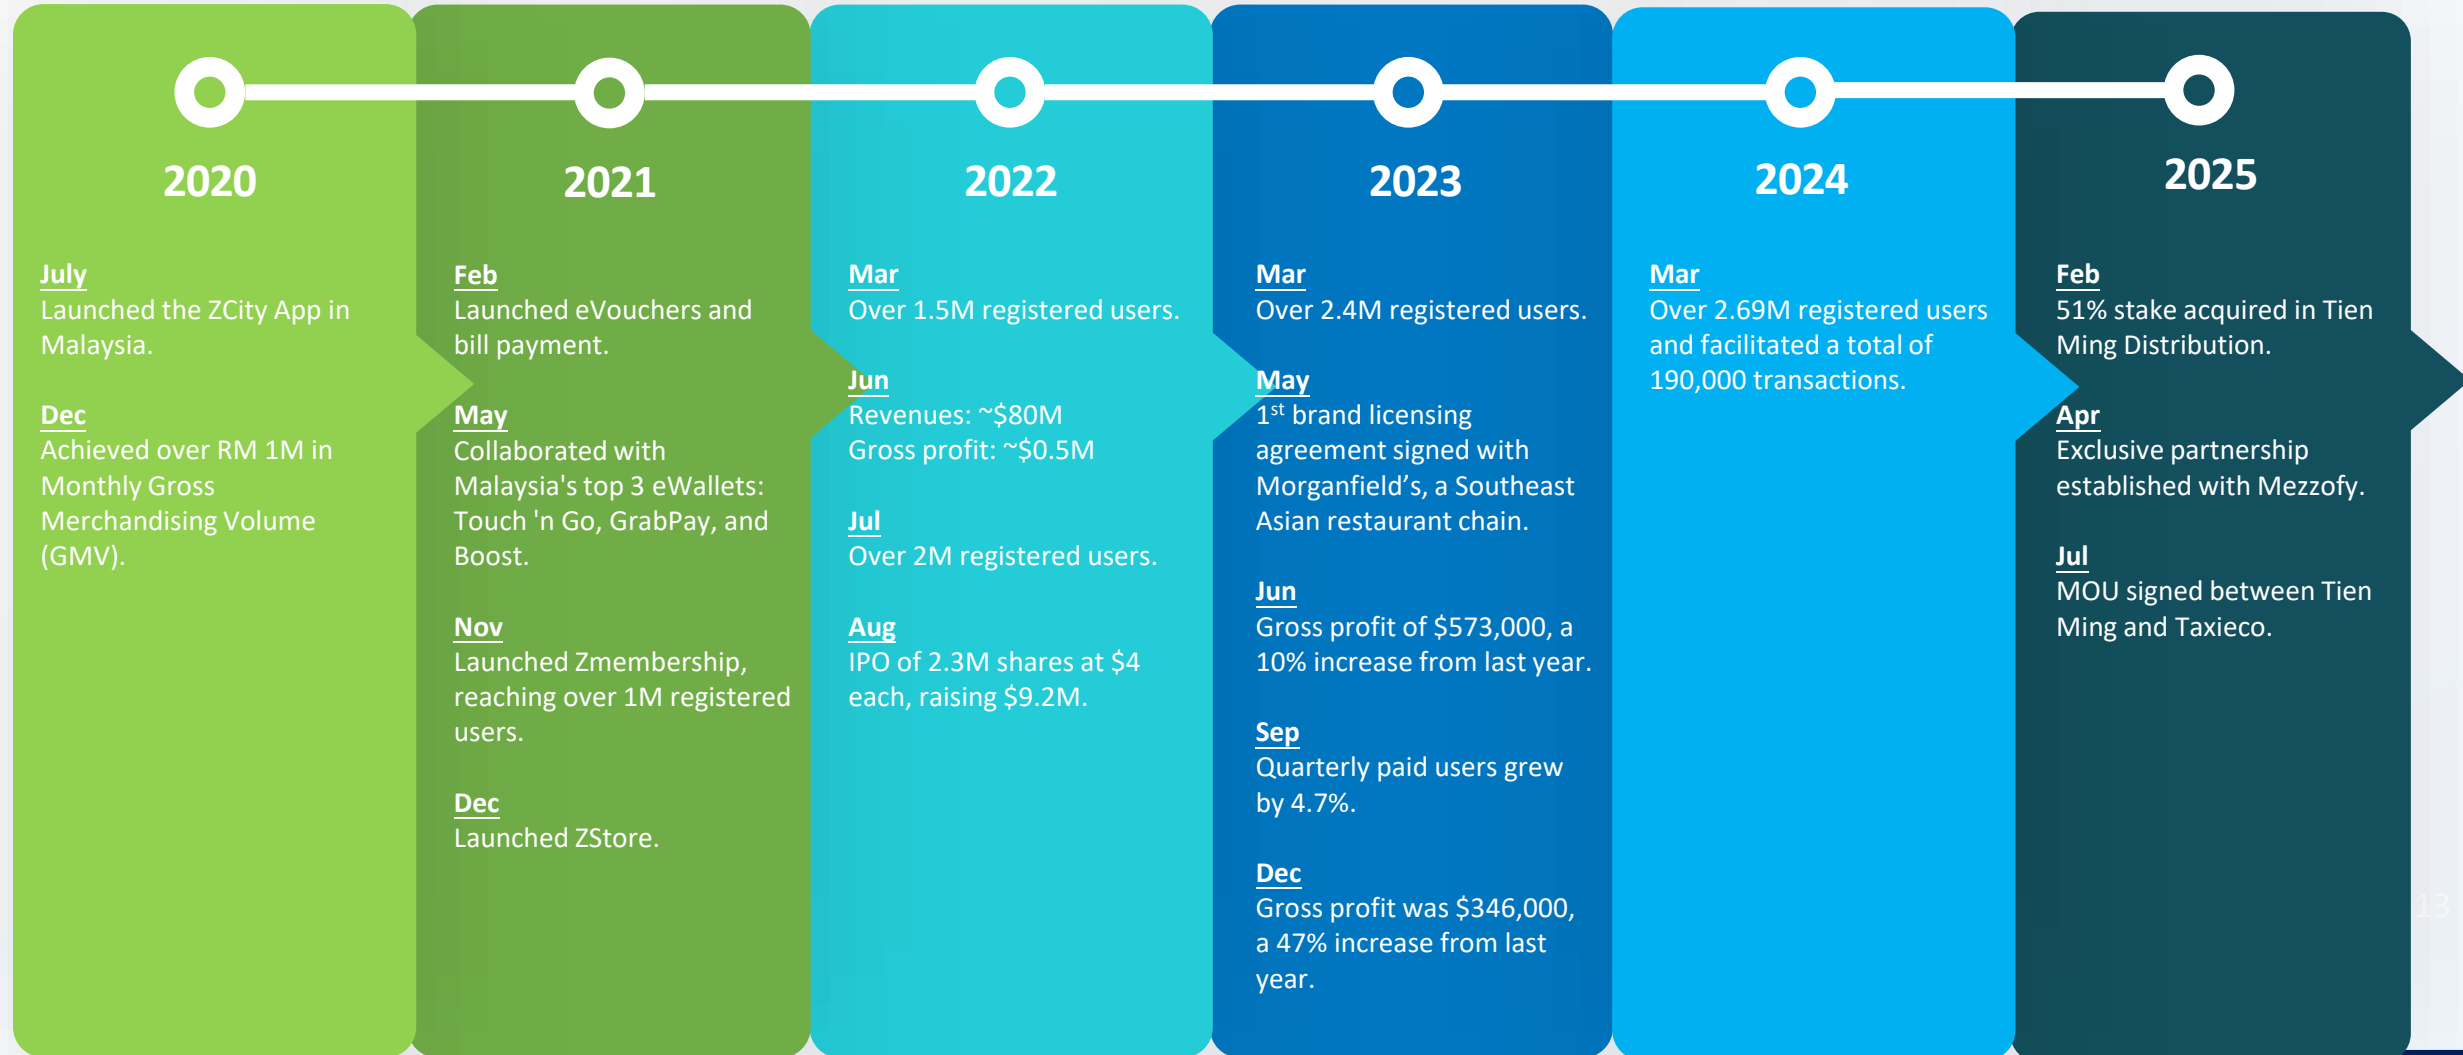 2020
July
Launched the ZCity App in
Malaysia.
Dec
Achieved over RM 1M in
Monthly Gross
Merchandising Volume
(GMV).
2021
Feb
Launched eVouchers and
bill payment.
May
Collaborated with
Malaysia's top 3 eWallets:
Touch 'n Go, GrabPay, and
Boost.
Nov
Launched Zmembership,
reaching over 1M registered
users.
Dec
Launched ZStore.
2022
Mar
Over 1.5M registered users.
Jun
Revenues: ~$80M
Gross profit: ~$0.5M
Jul
Over 2M registered users.
Aug
IPO of 2.3M shares at $4
each, raising $9.2M.
2023
Mar
Over 2.4M registered users.
May
1st brand licensing
agreement signed with
Morganfield’s, a Southeast
Asian restaurant chain.
Jun
Gross profit of $573,000, a
10% increase from last year.
Sep
Quarterly paid users grew
by 4.7%.
Dec
Gross profit was $346,000,
a 47% increase from last
year.
2024
Mar
Over 2.69M registered users
and facilitated a total of
190,000 transactions.
2025
Feb
51% stake acquired in Tien
Ming Distribution.
Apr
Exclusive partnership
established with Mezzofy.
Jul
MOU signed between Tien
Ming and Taxieco.
13